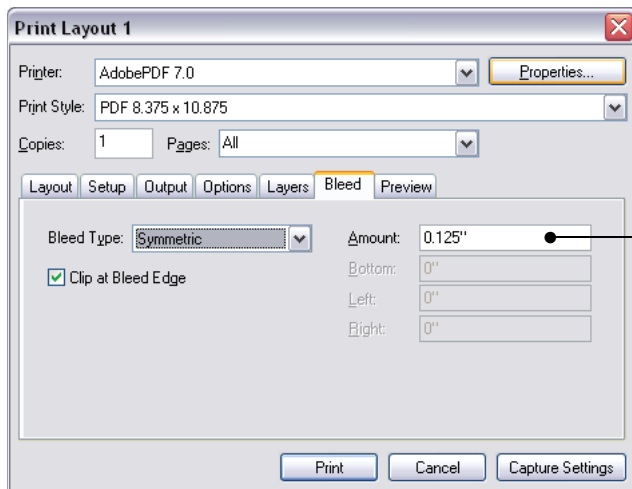 Print Layout 1
Printer: AdobePDF 7.0 Properties...
Print Style: PDF 8.375 x 10.875
Copies: 1 Pages: All
Layout Setup Output Options Layers Bleed Preview
Bleed Type: Symmetric Amount: 0.125"
Clip at Bleed Edge Bottom: 0"
Left: 0"
Right: 0"
Print Cancel Capture Settings